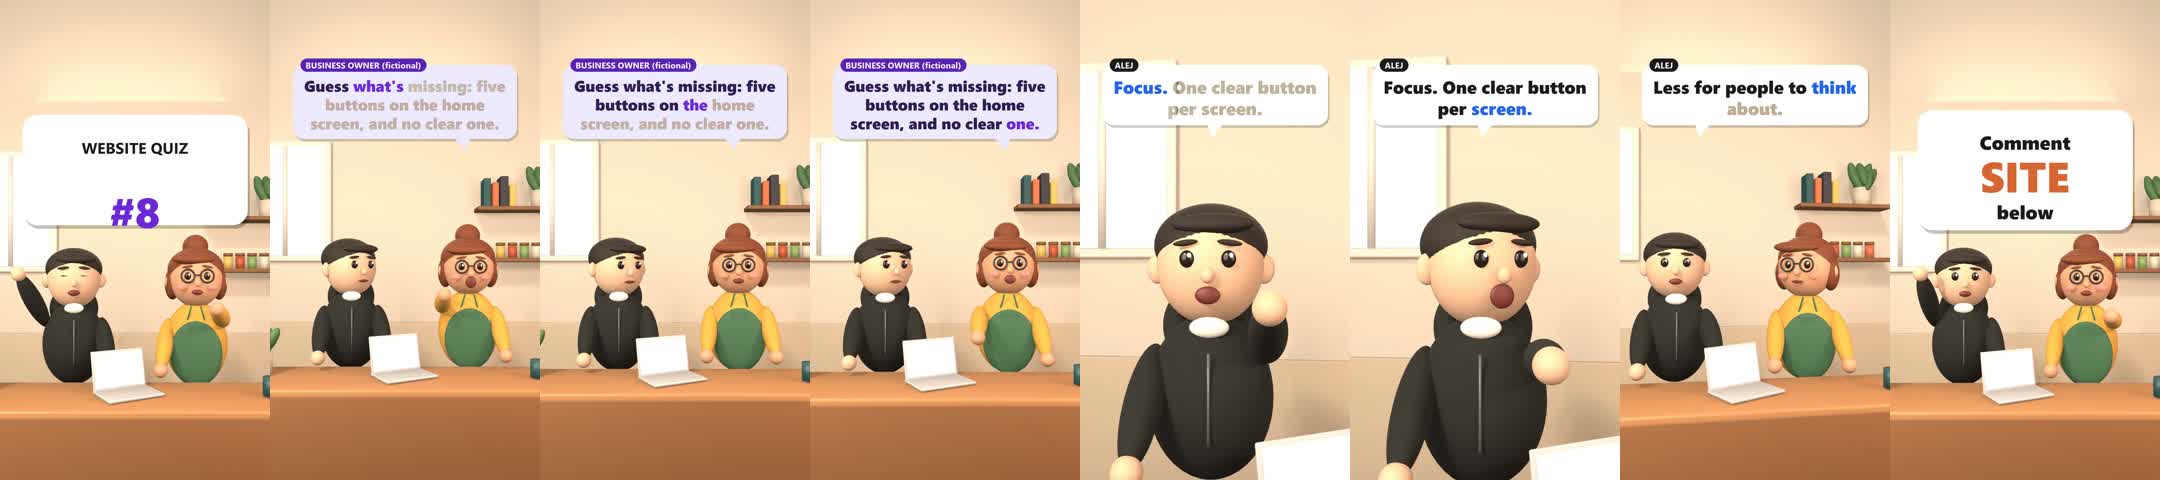 WEBSITE QUIZ
#8
BUSINESS OWNER (fictional)
Guess what's missing: five
buttons on the home
screen, and no clear one.
BUSINESS OWNER (fictional)
Guess what's missing: five
buttons on the home
screen, and no clear one.
BUSINESS OWNER (fictional)
Guess what's missing: five
buttons on the home
screen, and no clear one.
ALEJ
Focus. One clear button
per screen.
ALEJ
Focus. One clear button
per screen.
ALEJ
Less for people to think
about.
Comment
SITE
below